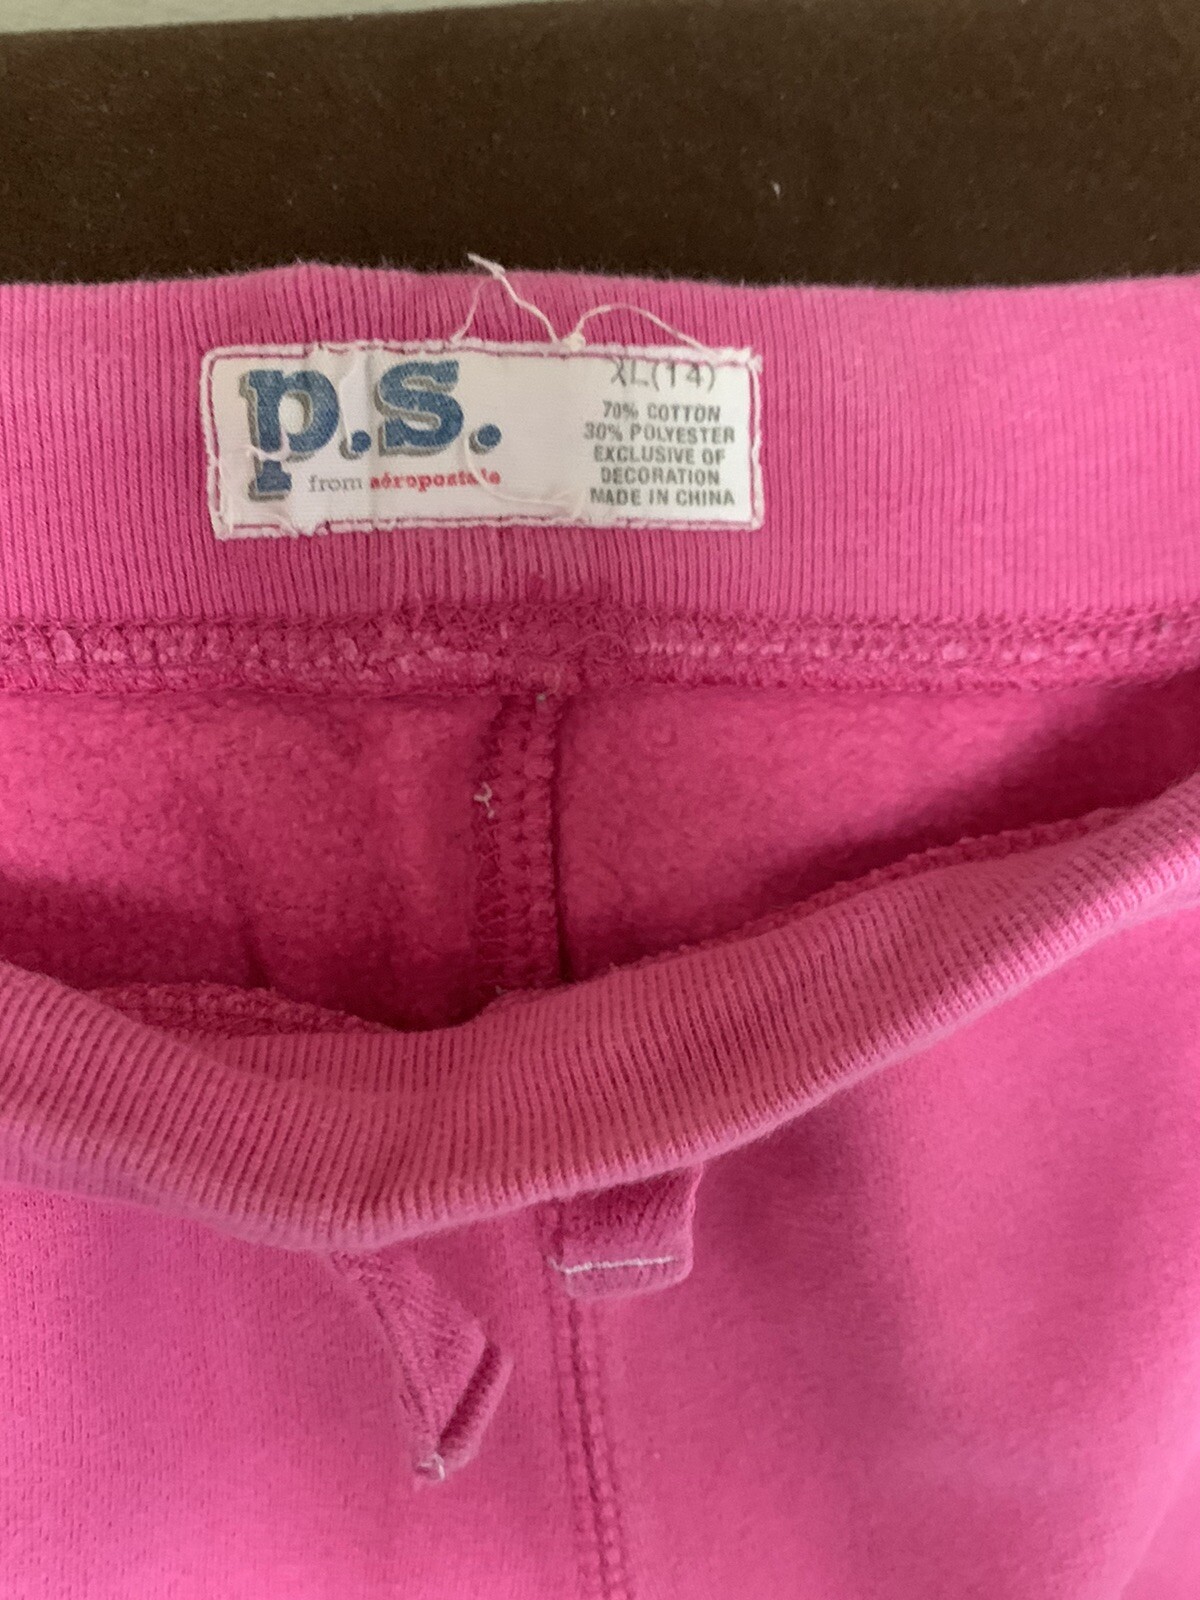 p.s.
from aéropostale
XL(14)
70% COTTON
30% POLYESTER
EXCLUSIVE OF
DECORATION
MADE IN CHINA